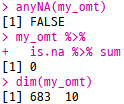 > anyNA(my_omt)
[1] FALSE
> my_omt %>%
+   is.na %>% sum
[1] 0
> dim(my_omt)
[1] 683  10